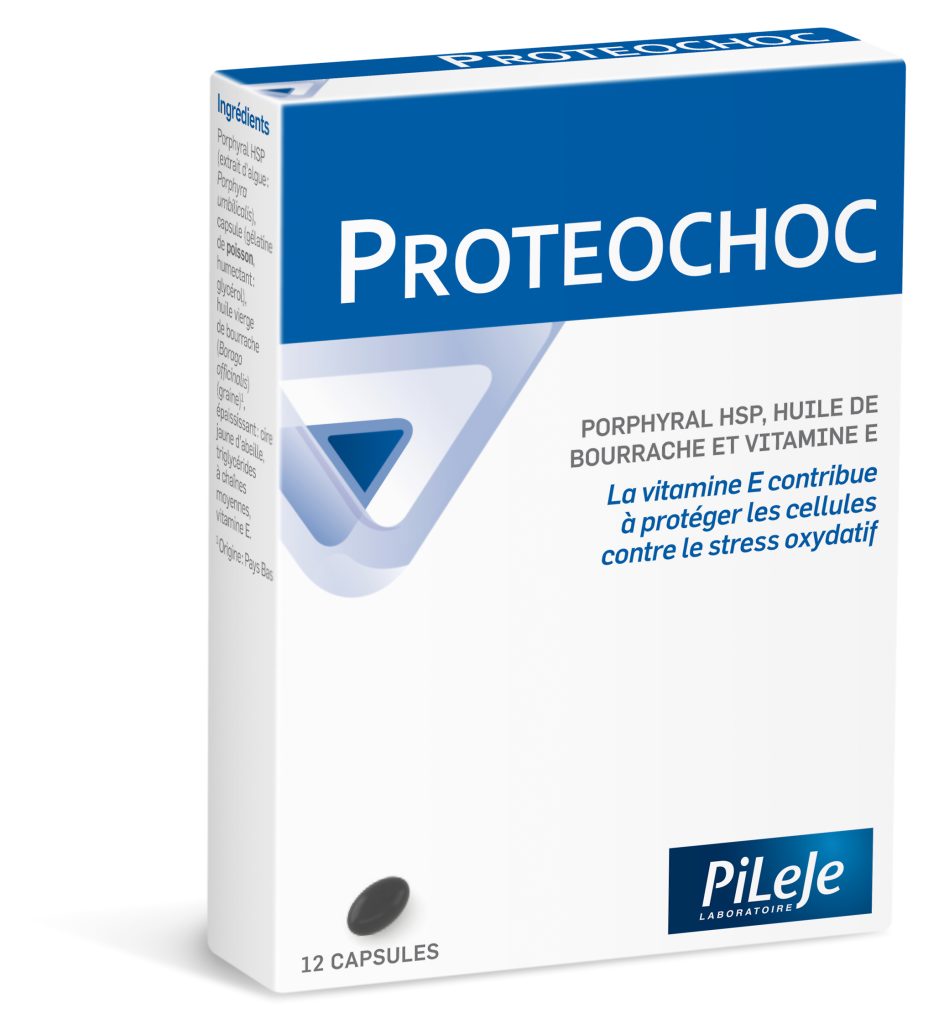 PROTEOCHOC
Ingrédients
Porphyral HSP
(extrait d'algue :
Porphyra
umbilicalis),
capsule (gélatine
de poisson,
humectant :
glycérol),
huile vierge
de bourrache
(Borago
officinalis)
(graine)¹,
épaississant : cire
jaune d'abeille,
triglycérides
à chaînes
moyennes,
vitamine E.
¹Origine : Pays Bas
PROTEOCHOC
PORPHYRAL HSP, HUILE DE
BOURRACHE ET VITAMINE E
La vitamine E contribue
à protéger les cellules
contre le stress oxydatif
12 CAPSULES
PiLeJe
LABORATOIRE